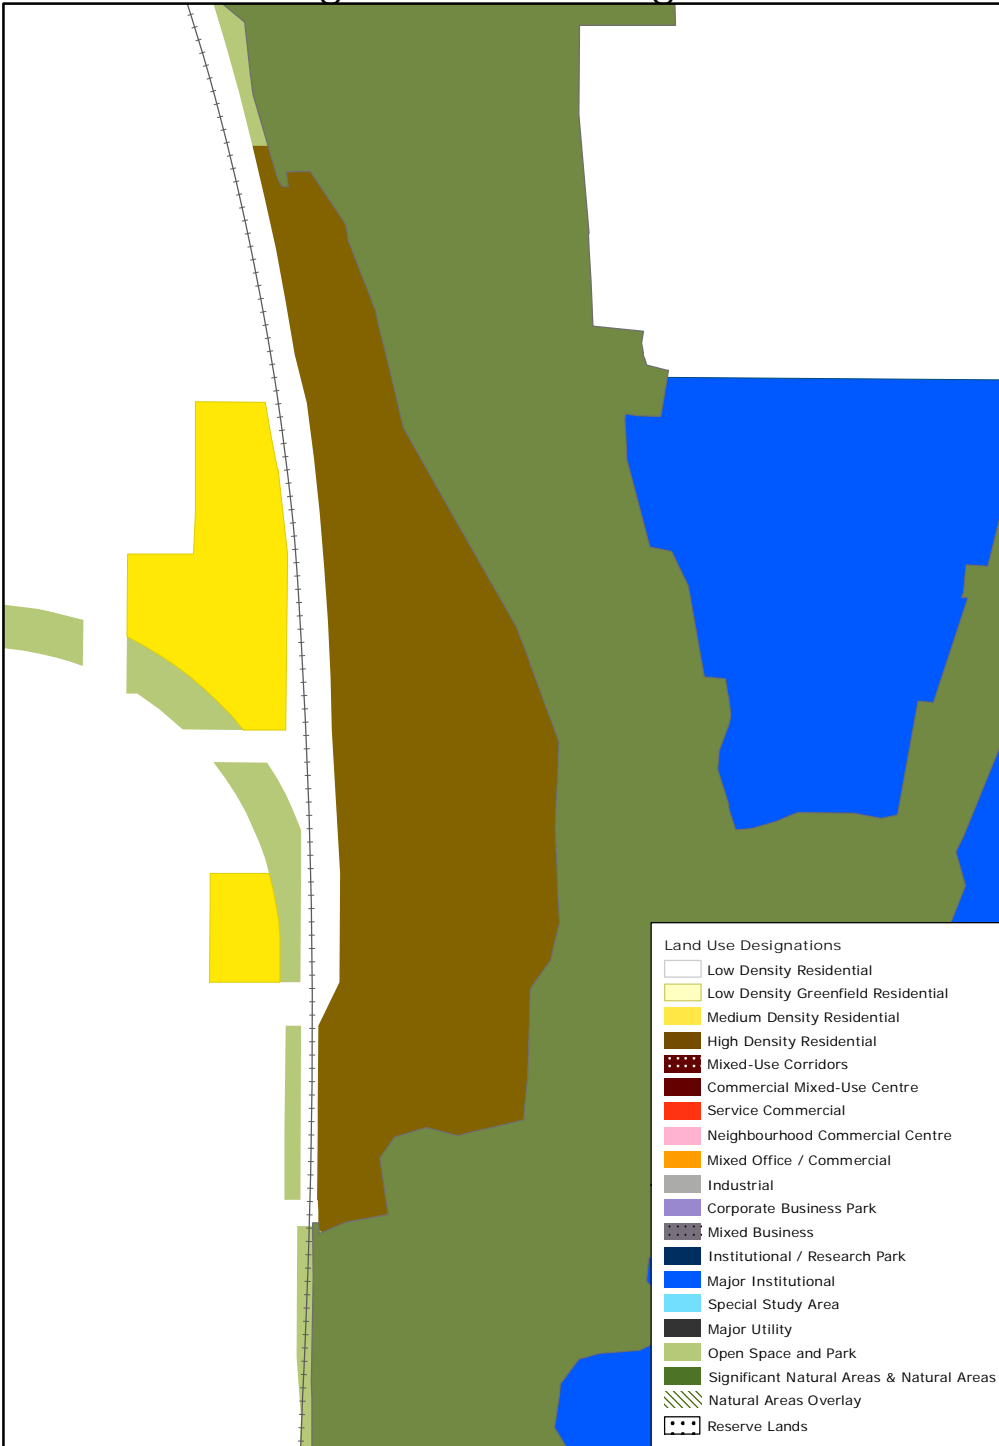 Land Use Designations
Low Density Residential
Low Density Greenfield Residential
Medium Density Residential
High Density Residential
Mixed-Use Corridors
Commercial Mixed-Use Centre
Service Commercial
Neighbourhood Commercial Centre
Mixed Office / Commercial
Industrial
Corporate Business Park
Mixed Business
Institutional / Research Park
Major Institutional
Special Study Area
Major Utility
Open Space and Park
Significant Natural Areas & Natural Areas
Natural Areas Overlay
Reserve Lands